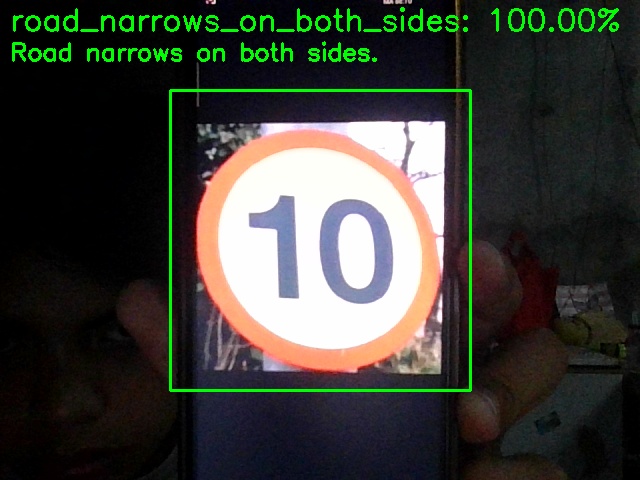 road_narrows_on_both_sides: 100.00%
Road narrows on both sides.
10